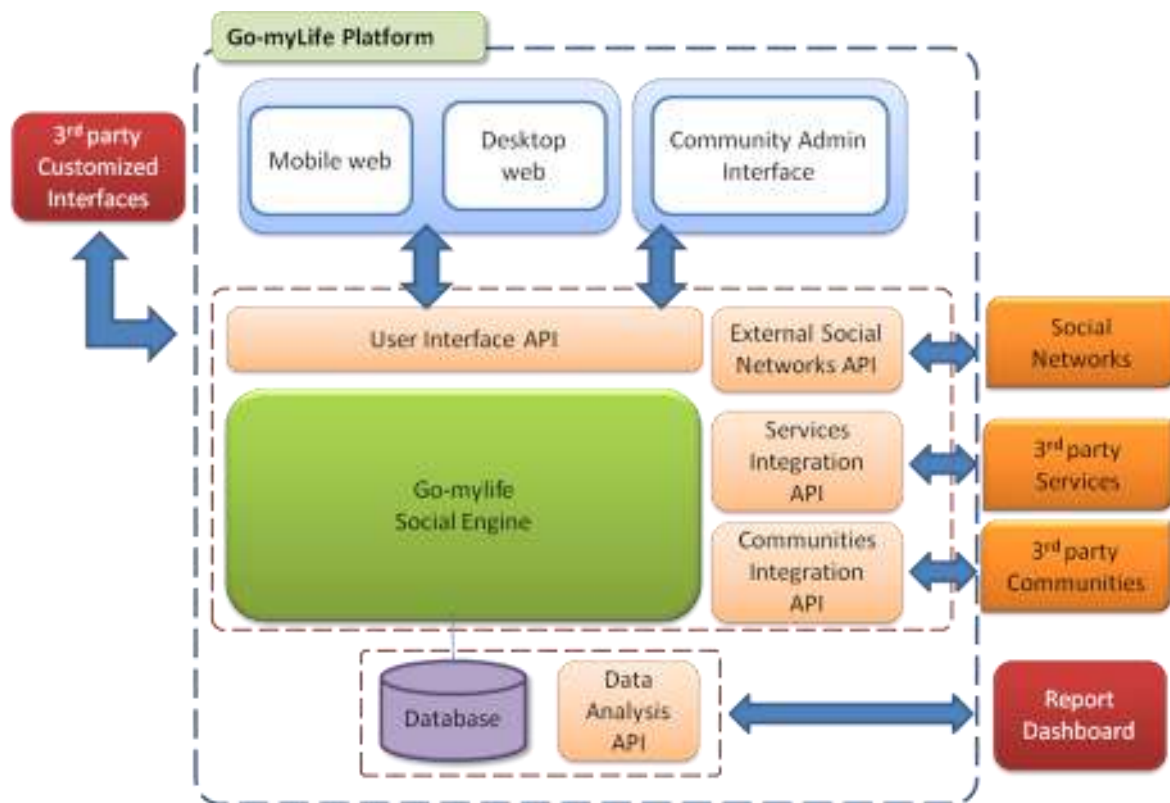 Go-myLife Platform
3rd party
Customized
Interfaces
Mobile web
Desktop
web
Community Admin
Interface
User Interface API
External Social
Networks API
Social
Networks
Go-mylife
Social Engine
Services
Integration
API
3rd party
Services
Communities
Integration
API
3rd party
Communities
Database
Data
Analysis
API
Report
Dashboard